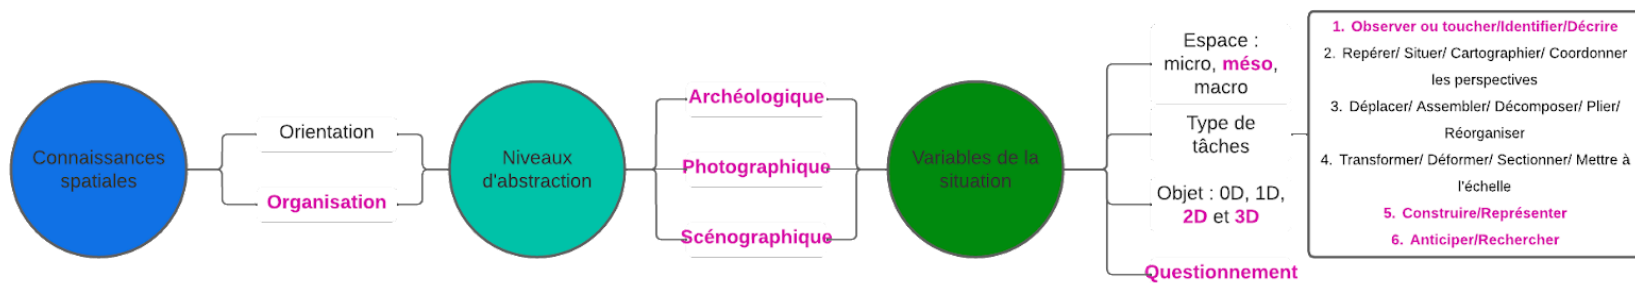 Connaissances
spatiales
Orientation
Organisation
Niveaux
d'abstraction
Archéologique
Photographique
Scénographique
Variables de la
situation
Espace :
micro, méso,
macro
Type de
tâches
Objet : 0D, 1D,
2D et 3D
Questionnement
1. Observer ou toucher/Identifier/Décrire
2. Repérer/ Situer/ Cartographier/ Coordonner
les perspectives
3. Déplacer/ Assembler/ Décomposer/ Plier/
Réorganiser
4. Transformer/ Déformer/ Sectionner/ Mettre à
l'échelle
5. Construire/Représenter
6. Anticiper/Rechercher